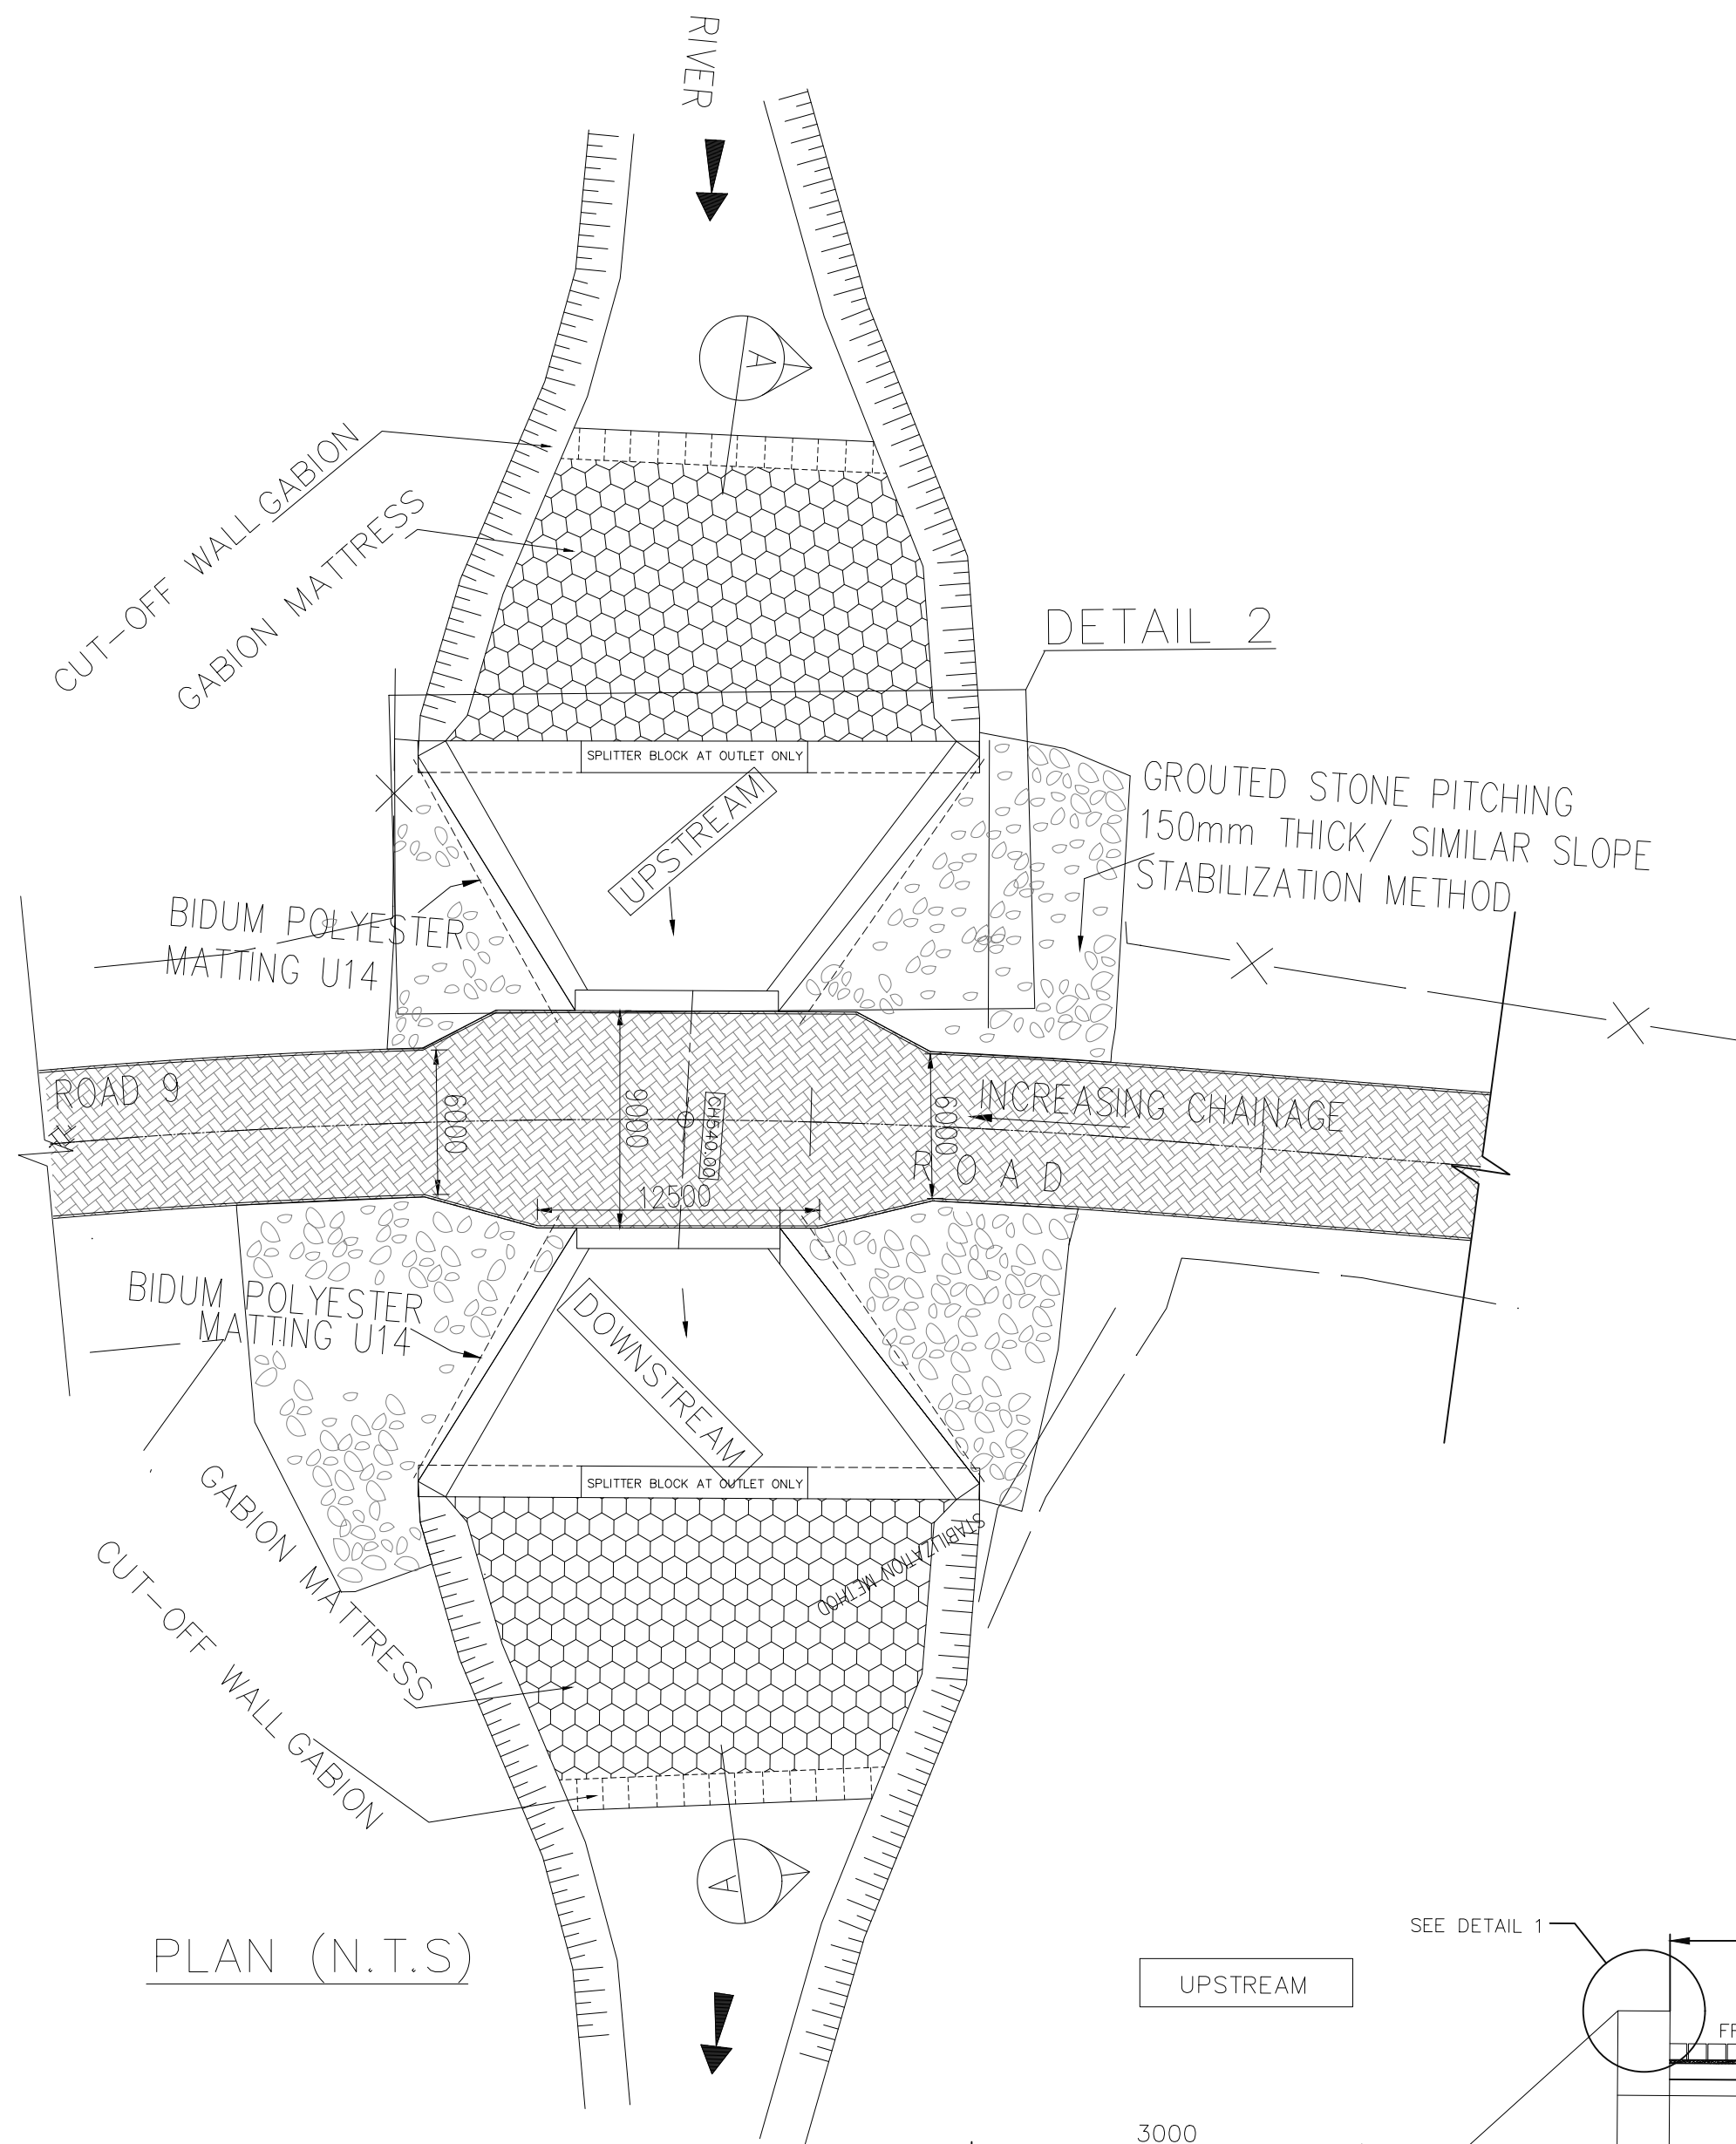 RIVER
A
CUT-OFF WALL GABION
GABION MATTRESS
DETAIL 2
SPLITTER BLOCK AT OUTLET ONLY
UPSTREAM
GROUTED STONE PITCHING
150mm THICK/ SIMILAR SLOPE
STABILIZATION METHOD
BIDUM POLYESTER
MATTING U14
ROAD 9
6000
9000
CH540.00
6000
INCREASING CHAINAGE
ROAD
12500
BIDUM POLYESTER
MATTING U14
DOWNSTREAM
SPLITTER BLOCK AT OUTLET ONLY
GABION MATTRESS
STABILIZATION METHOD
CUT-OFF WALL GABION
A
PLAN (N.T.S)
SEE DETAIL 1
UPSTREAM
3000